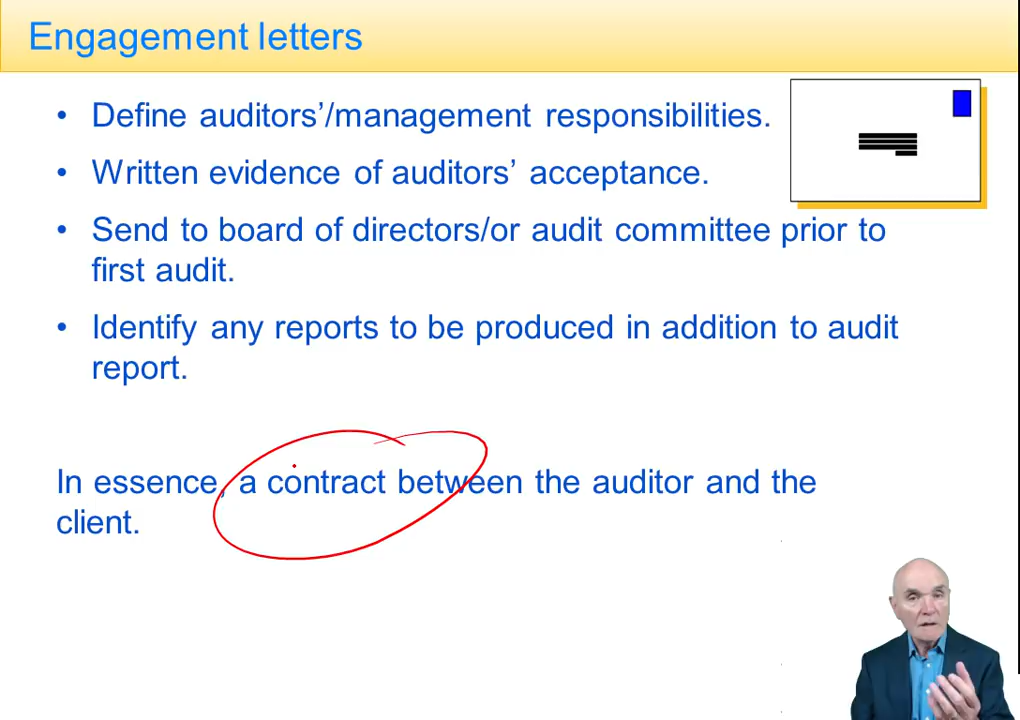 Engagement letters
• Define auditors’/management responsibilities.
• Written evidence of auditors’ acceptance.
• Send to board of directors/or audit committee prior to
first audit.
• Identify any reports to be produced in addition to audit
report.
In essence, a contract between the auditor and the
client.